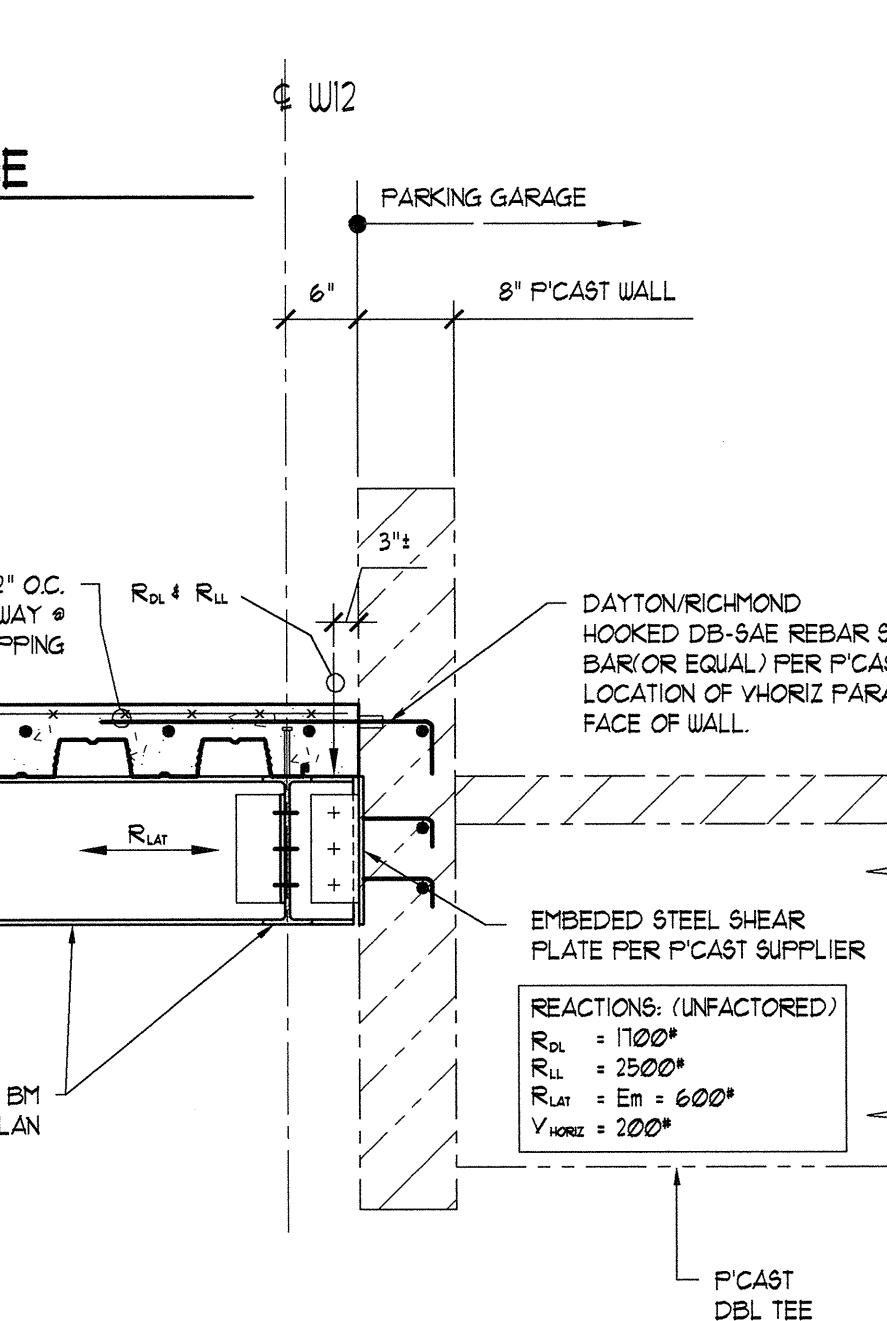 ℄ W12
E
PARKING GARAGE
6"
8" P'CAST WALL
3"±
2" O.C.
WAY @
PPING
RDL & RLL
DAYTON/RICHMOND
HOOKED DB-SAE REBAR S
BAR(OR EQUAL) PER P'CAS
LOCATION OF VHORIZ PARA
FACE OF WALL.
RLAT
EMBEDED STEEL SHEAR
PLATE PER P'CAST SUPPLIER
REACTIONS: (UNFACTORED)
RDL = 1700#
RLL = 2500#
RLAT = Em = 600#
VHORIZ = 200#
BM
LAN
P'CAST
DBL TEE